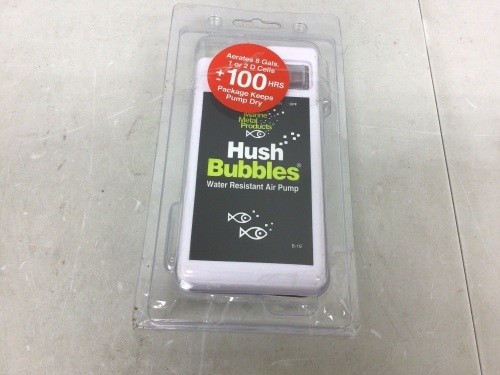 Aerates 8 Gals.
1 or 2 D Cells
± 100 HRS
Package Keeps
Pump Dry
Marine
Metal
Products
Hush
Bubbles®
Water Resistant Air Pump